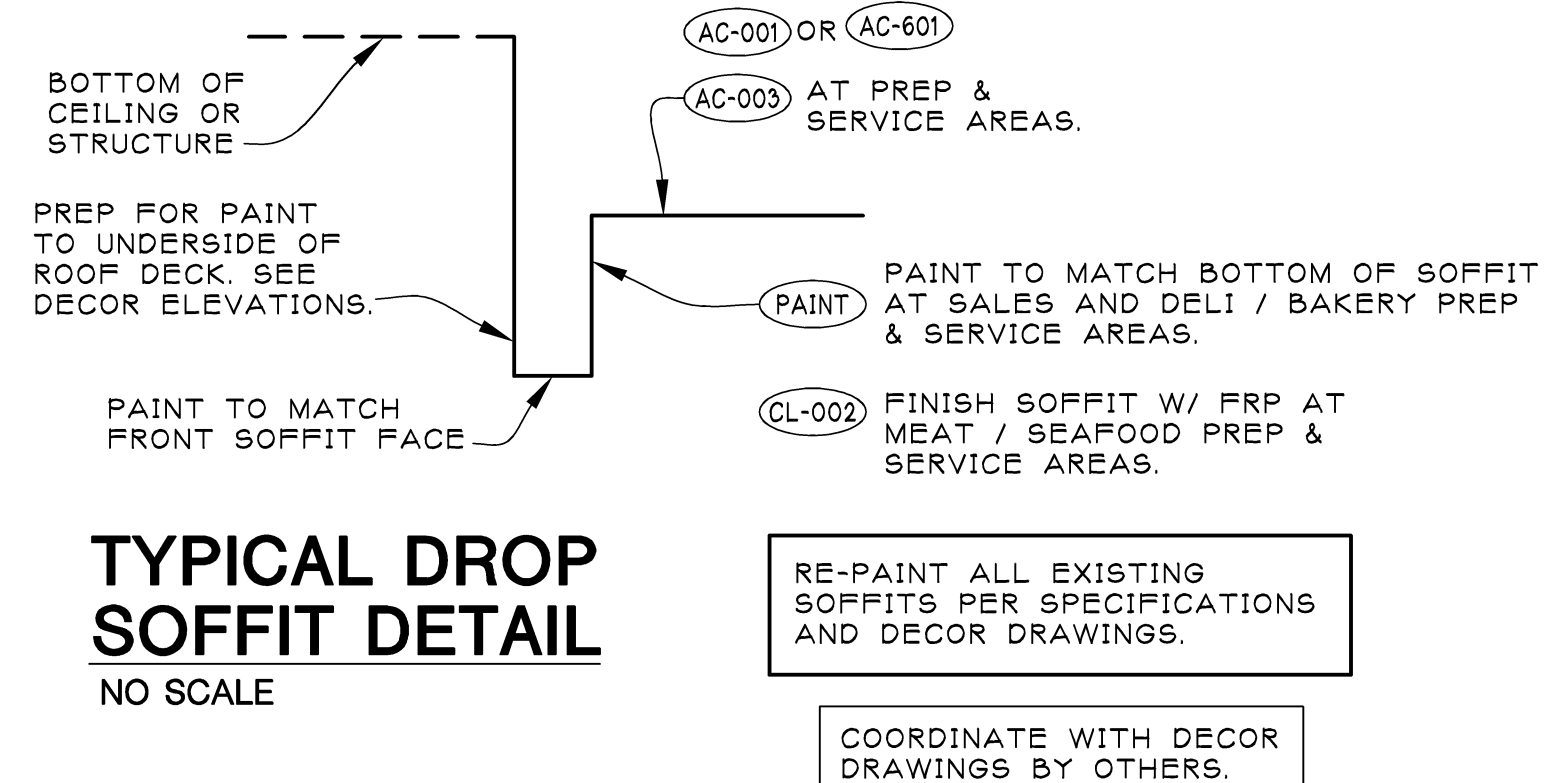 AC-001 OR AC-601
BOTTOM OF
CEILING OR
STRUCTURE
AC-003 AT PREP &
SERVICE AREAS.
PREP FOR PAINT
TO UNDERSIDE OF
ROOF DECK. SEE
DECOR ELEVATIONS.
PAINT PAINT TO MATCH BOTTOM OF SOFFIT
AT SALES AND DELI / BAKERY PREP
& SERVICE AREAS.
PAINT TO MATCH
FRONT SOFFIT FACE
CL-002 FINISH SOFFIT W/ FRP AT
MEAT / SEAFOOD PREP &
SERVICE AREAS.
TYPICAL DROP
SOFFIT DETAIL
NO SCALE
RE-PAINT ALL EXISTING
SOFFITS PER SPECIFICATIONS
AND DECOR DRAWINGS.
COORDINATE WITH DECOR
DRAWINGS BY OTHERS.